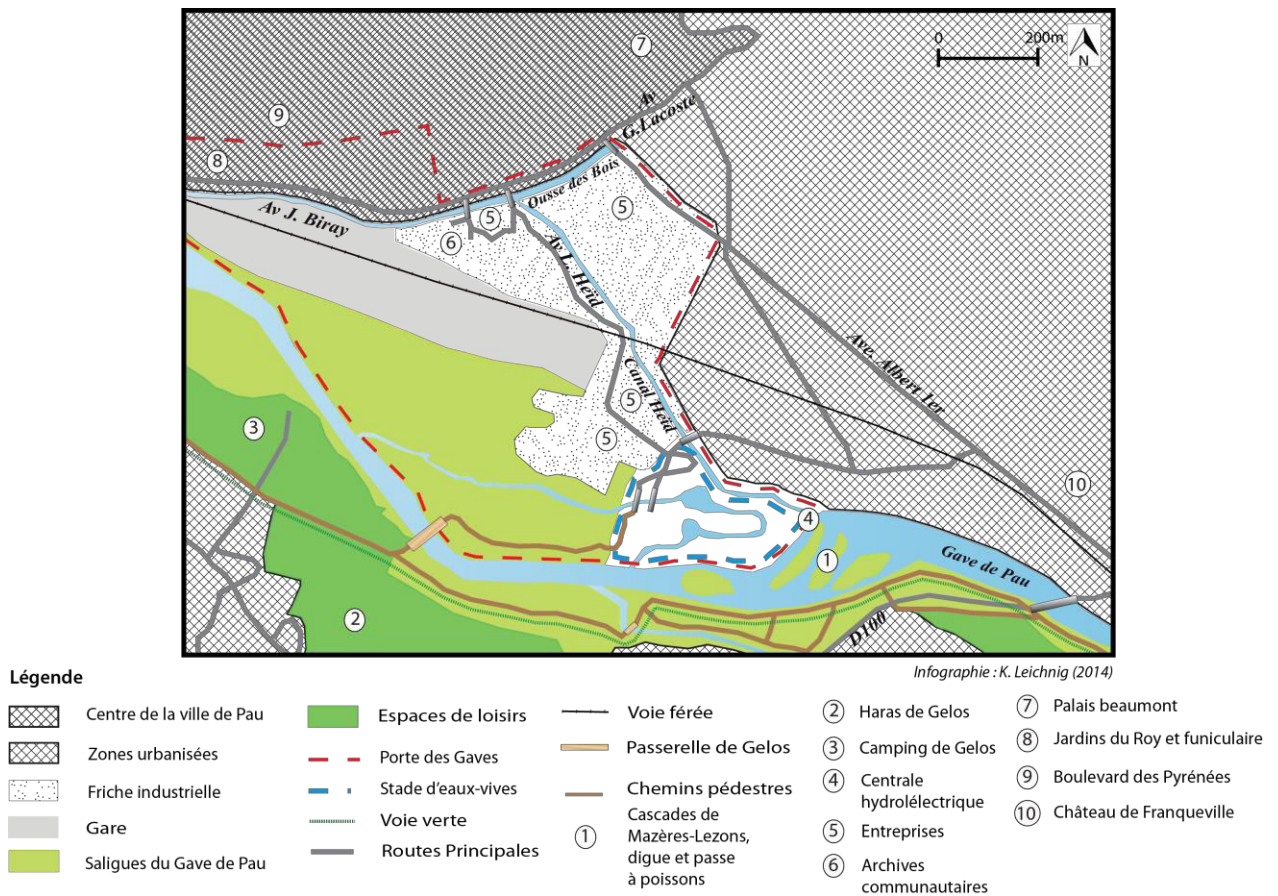 7
0 200m
N
Av
G.Lacoste
9
8
Ousse des Bois
5
5
6
Av J. Biray
Av L. Heïd
Canal Heïd
Ave. Albert 1er
5
3
5
10
4
1
Gave de Pau
2
D100
Infographie : K. Leichnig (2014)
Légende
Centre de la ville de Pau
Zones urbanisées
Friche industrielle
Gare
Saligues du Gave de Pau
Espaces de loisirs
Porte des Gaves
Stade d'eaux-vives
Voie verte
Routes Principales
Voie férée
Passerelle de Gelos
Chemins pédestres
1 Cascades de
Mazères-Lezons,
digue et passe
à poissons
2 Haras de Gelos
3 Camping de Gelos
4 Centrale
hydrolélectrique
5 Entreprises
6 Archives
communautaires
7 Palais beaumont
8 Jardins du Roy et funiculaire
9 Boulevard des Pyrénées
10 Château de Franqueville